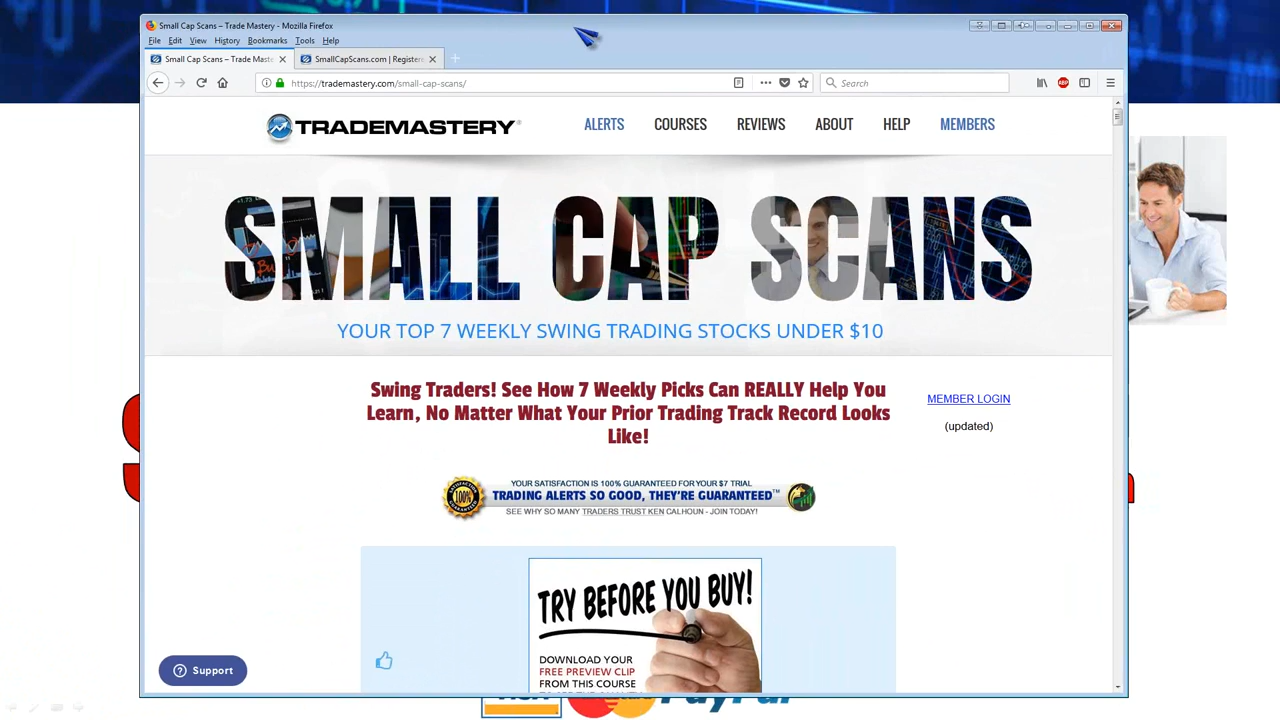 Small Cap Scans – Trade Mastery - Mozilla Firefox
File Edit View History Bookmarks Tools Help
Small Cap Scans – Trade Maste
SmallCapScans.com | Registere
https://trademastery.com/small-cap-scans/
Search
ABP
TRADEMASTERY®
ALERTS COURSES REVIEWS ABOUT HELP MEMBERS
SMALL CAP SCANS
YOUR TOP 7 WEEKLY SWING TRADING STOCKS UNDER $10
Swing Traders! See How 7 Weekly Picks Can REALLY Help You
Learn, No Matter What Your Prior Trading Track Record Looks
Like!
MEMBER LOGIN
(updated)
100%
YOUR SATISFACTION IS 100% GUARANTEED FOR YOUR $7 TRIAL
TRADING ALERTS SO GOOD, THEY'RE GUARANTEED™
SEE WHY SO MANY TRADERS TRUST KEN CALHOUN - JOIN TODAY!
TRY BEFORE YOU BUY!
DOWNLOAD YOUR
FREE PREVIEW CLIP
FROM THIS COURSE
Support
PayPal